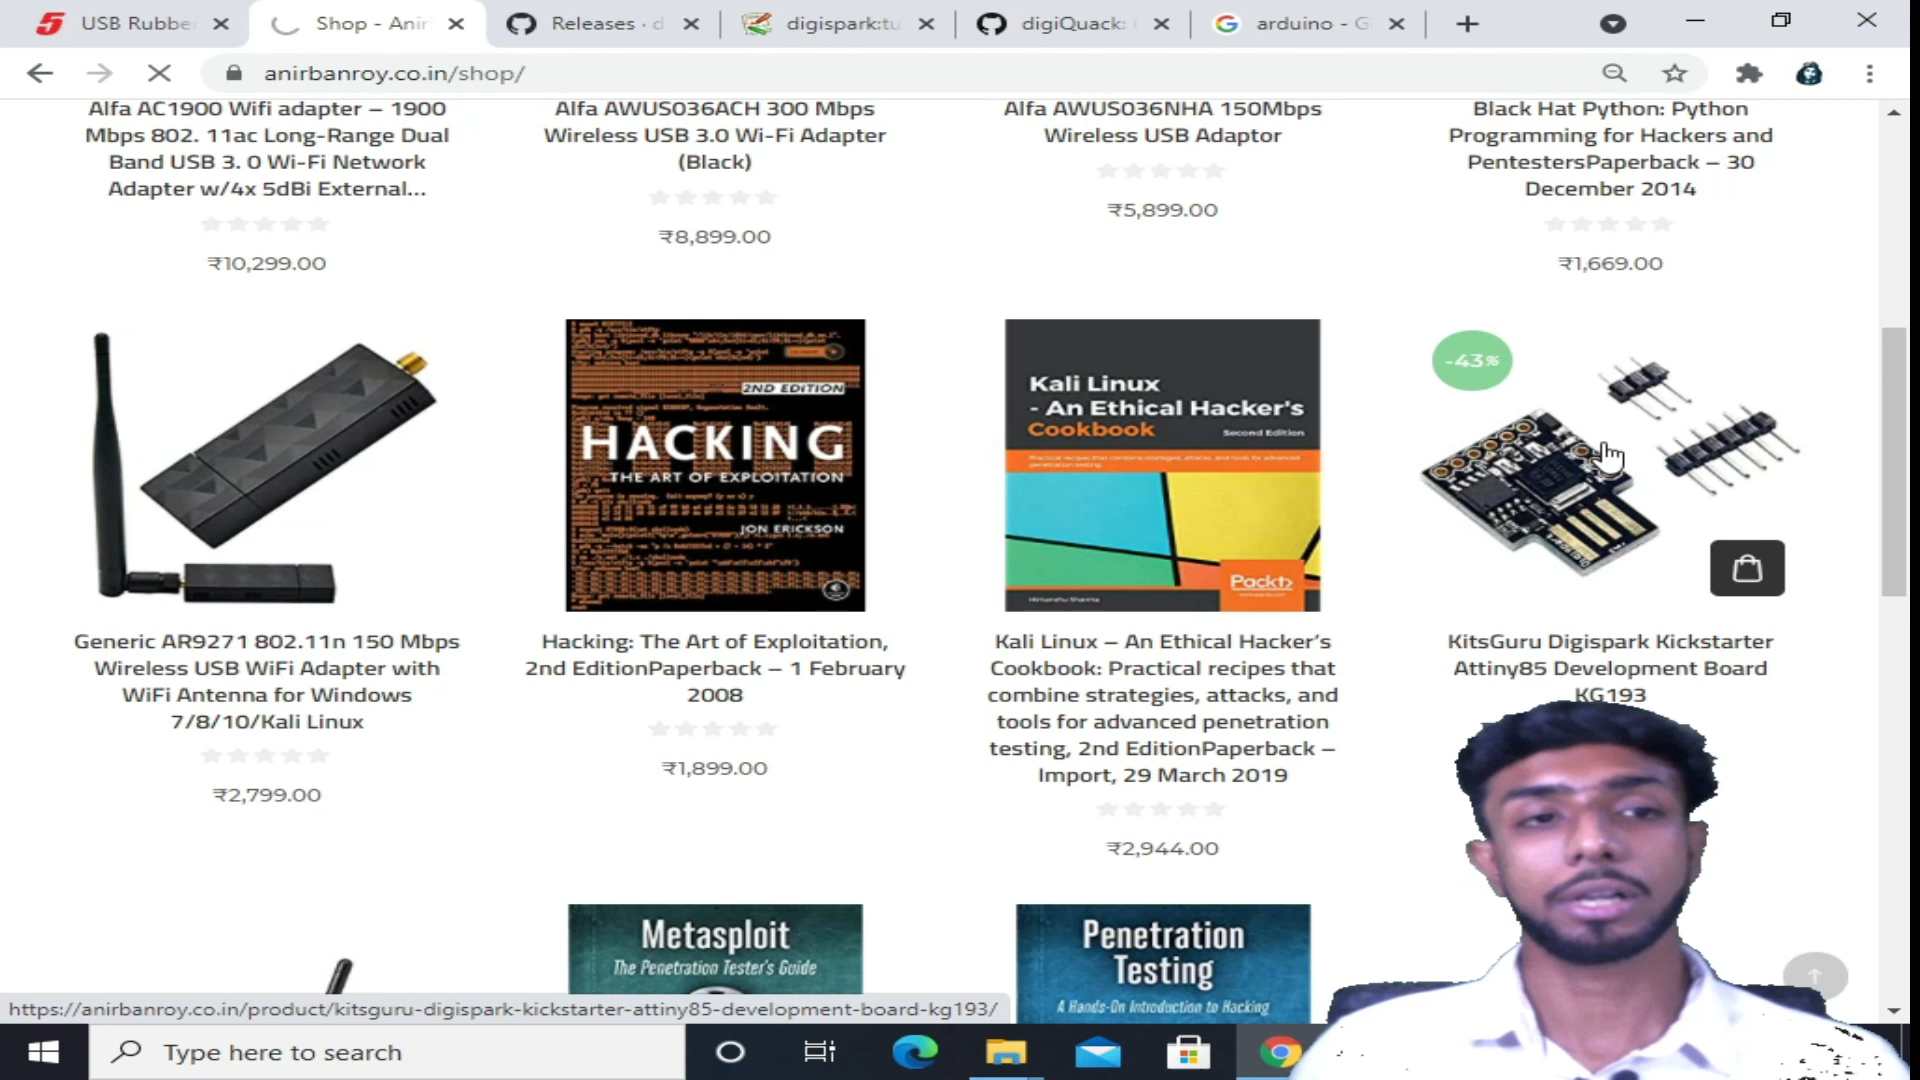 USB Rubbe
Shop - Anir
Releases · d
digispark:tu
digiQuack:
arduino - G
anirbanroy.co.in/shop/
Alfa AC1900 Wifi adapter – 1900
Mbps 802. 11ac Long-Range Dual
Band USB 3. 0 Wi-Fi Network
Adapter w/4x 5dBi External...
₹10,299.00
Alfa AWUS036ACH 300 Mbps
Wireless USB 3.0 Wi-Fi Adapter
(Black)
₹8,899.00
Alfa AWUS036NHA 150Mbps
Wireless USB Adaptor
₹5,899.00
Black Hat Python: Python
Programming for Hackers and
PentestersPaperback – 30
December 2014
₹1,669.00
2ND EDITION
HACKING
THE ART OF EXPLOITATION
JON ERICKSON
Kali Linux
- An Ethical Hacker's
Cookbook
Second Edition
Packt>
Himanshu Sharma
-43%
Generic AR9271 802.11n 150 Mbps
Wireless USB WiFi Adapter with
WiFi Antenna for Windows
7/8/10/Kali Linux
₹2,799.00
Hacking: The Art of Exploitation,
2nd EditionPaperback – 1 February
2008
₹1,899.00
Kali Linux – An Ethical Hacker's
Cookbook: Practical recipes that
combine strategies, attacks, and
tools for advanced penetration
testing, 2nd EditionPaperback –
Import, 29 March 2019
₹2,944.00
KitsGuru Digispark Kickstarter
Attiny85 Development Board
KG193
Metasploit
The Penetration Tester's Guide
Penetration
Testing
A Hands-On Introduction to Hacking
https://anirbanroy.co.in/product/kitsguru-digispark-kickstarter-attiny85-development-board-kg193/
Type here to search